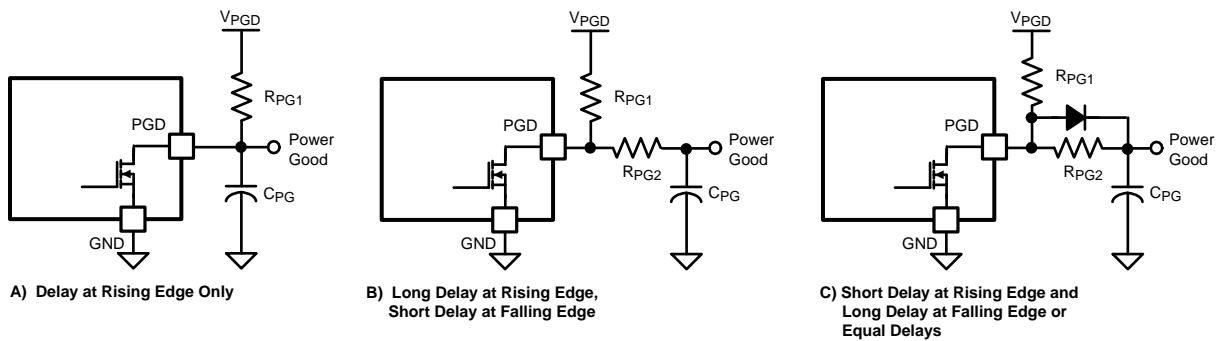 VPGD
RPG1
PGD
Power
Good
CPG
GND
A) Delay at Rising Edge Only
VPGD
RPG1
PGD
RPG2
Power
Good
CPG
GND
B) Long Delay at Rising Edge,
Short Delay at Falling Edge
VPGD
RPG1
PGD
RPG2
Power
Good
CPG
GND
C) Short Delay at Rising Edge and
Long Delay at Falling Edge or
Equal Delays